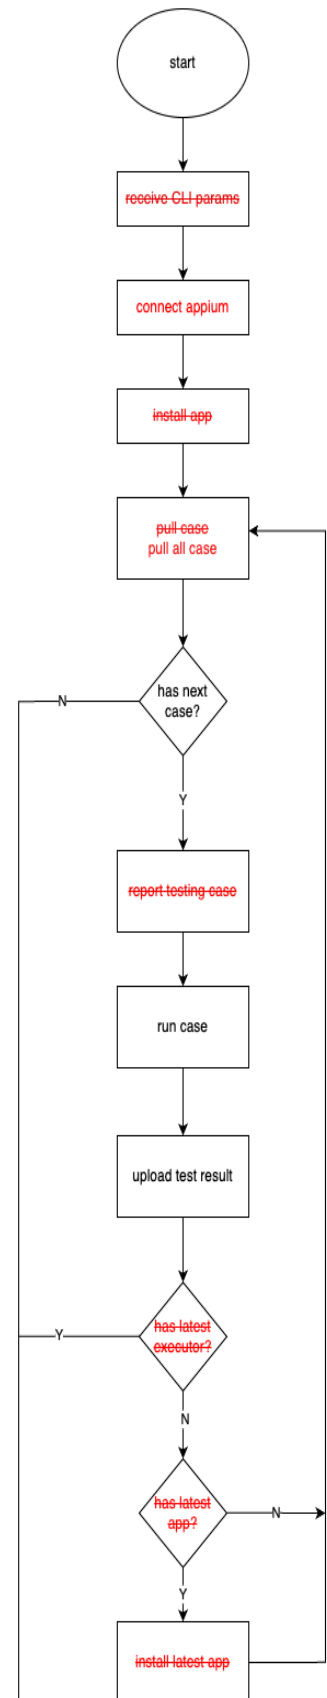 start
receive CLI params
connect appium
install app
pull case
pull all case
has next
case?
N
Y
report testing case
run case
upload test result
has latest
executor?
Y
N
has latest
app?
N
Y
install latest app